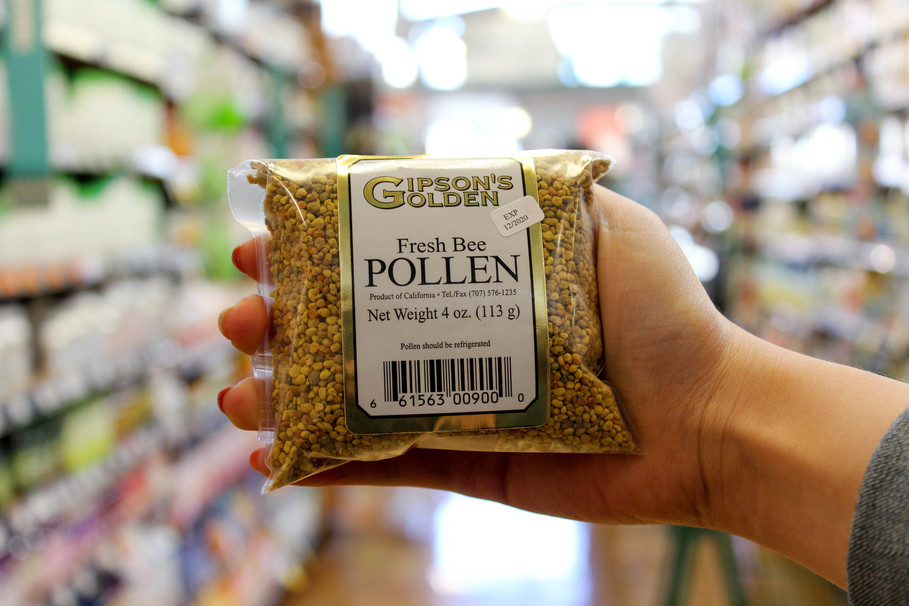 GIPSON'S
GOLDEN
EXP
12/2020
Fresh Bee
POLLEN
Product of California • Tel./Fax (707) 576-1235
Net Weight 4 oz. (113 g)
Pollen should be refrigerated
6 61563 00900 0